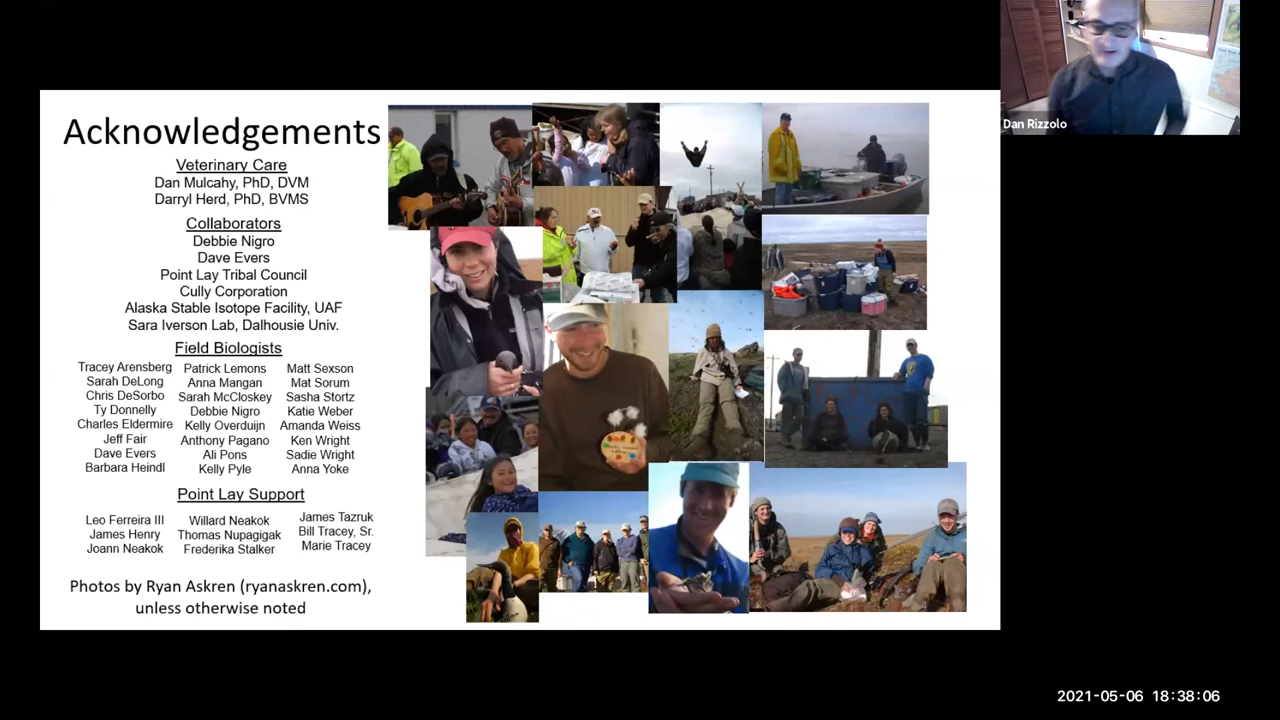 Acknowledgements
Veterinary Care
Dan Mulcahy, PhD, DVM
Darryl Herd, PhD, BVMS
Collaborators
Debbie Nigro
Dave Evers
Point Lay Tribal Council
Cully Corporation
Alaska Stable Isotope Facility, UAF
Sara Iverson Lab, Dalhousie Univ.
Field Biologists
Tracey Arensberg
Sarah DeLong
Chris DeSorbo
Ty Donnelly
Charles Eldermire
Jeff Fair
Dave Evers
Barbara Heindl
Patrick Lemons
Anna Mangan
Sarah McCloskey
Debbie Nigro
Kelly Overduijn
Anthony Pagano
Ali Pons
Kelly Pyle
Matt Sexson
Mat Sorum
Sasha Stortz
Katie Weber
Amanda Weiss
Ken Wright
Sadie Wright
Anna Yoke
Point Lay Support
Leo Ferreira III
James Henry
Joann Neakok
Willard Neakok
Thomas Nupagigak
Frederika Stalker
James Tazruk
Bill Tracey, Sr.
Marie Tracey
Photos by Ryan Askren (ryanaskren.com),
unless otherwise noted
Dan Rizzolo
2021-05-06 18:38:06